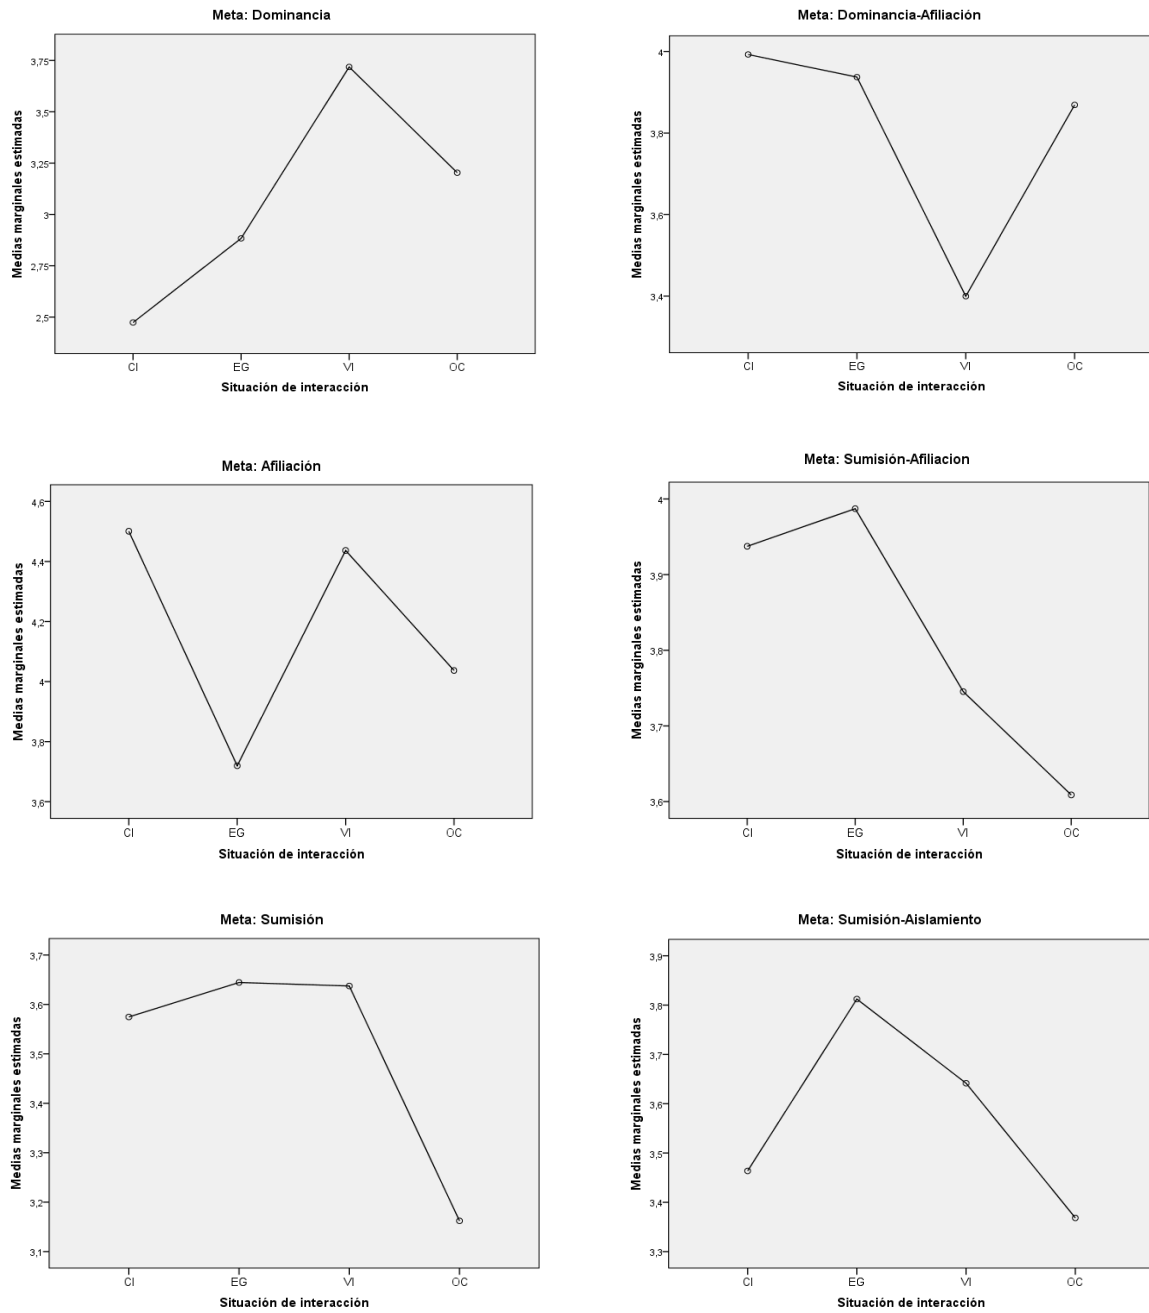 Meta: Dominancia
Medias marginales estimadas
3,75
3,5
3,25
3
2,75
2,5
CI EG VI OC
Situación de interacción
Meta: Dominancia-Afiliación
Medias marginales estimadas
4
3,8
3,6
3,4
CI EG VI OC
Situación de interacción
Meta: Afiliación
Medias marginales estimadas
4,6
4,4
4,2
4
3,8
3,6
CI EG VI OC
Situación de interacción
Meta: Sumisión-Afiliacion
Medias marginales estimadas
4
3,9
3,8
3,7
3,6
CI EG VI OC
Situación de interacción
Meta: Sumisión
Medias marginales estimadas
3,7
3,6
3,5
3,4
3,3
3,2
3,1
CI EG VI OC
Situación de interacción
Meta: Sumisión-Aislamiento
Medias marginales estimadas
3,9
3,8
3,7
3,6
3,5
3,4
3,3
CI EG VI OC
Situación de interacción